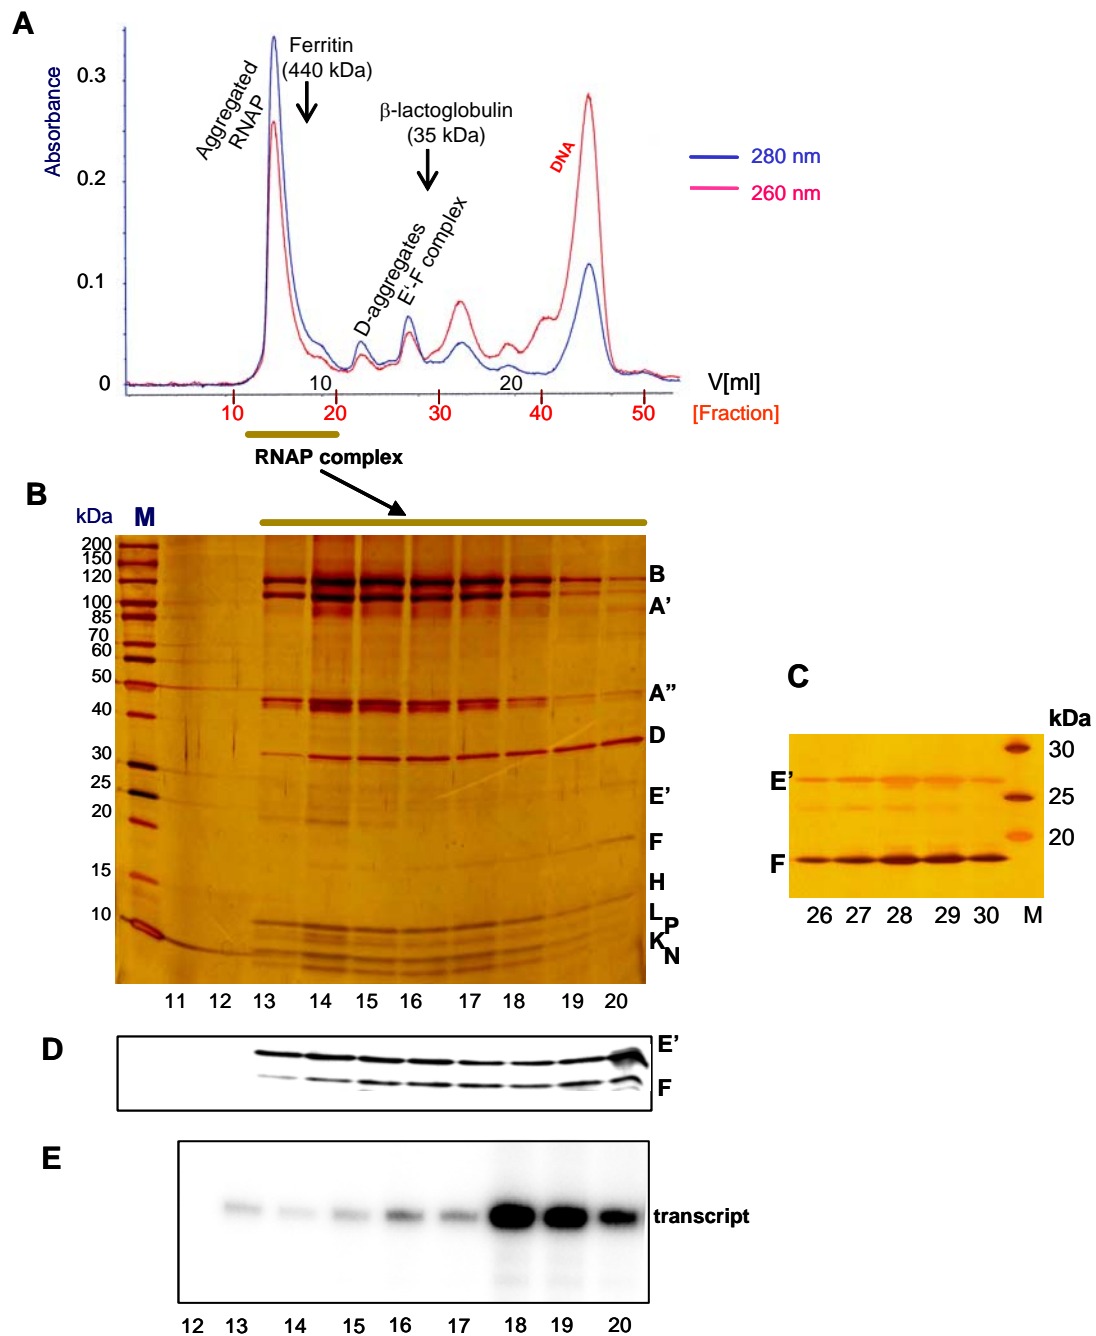 A
Absorbance
0.3
0.2
0.1
0
Aggregated
RNAP
Ferritin
(440 kDa)
β-lactoglobulin
(35 kDa)
D-aggregates
E'-F complex
DNA
280 nm
260 nm
10 20 V[ml]
10 20 30 40 50 [Fraction]
RNAP complex
B
kDa M
200
150
120
100
85
70
60
50
40
30
25
20
15
10
B
A'
A''
D
E'
F
H
L
P
K
N
11 12 13 14 15 16 17 18 19 20
C
kDa
30
25
20
E'
F
26 27 28 29 30 M
D
E'
F
E
transcript
12 13 14 15 16 17 18 19 20